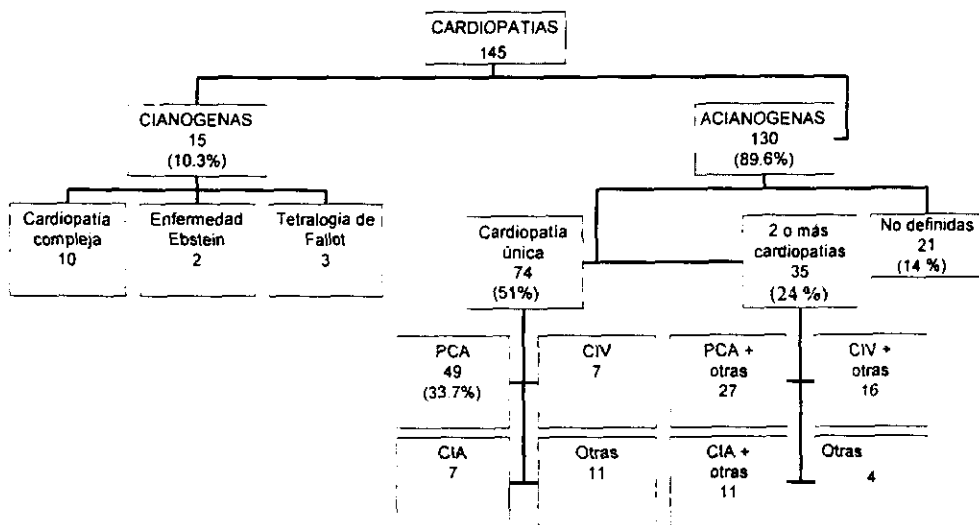 CARDIOPATIAS
145
CIANOGENAS
15
(10.3%)
ACIANOGENAS
130
(89.6%)
Cardiopatía
compleja
10
Enfermedad
Ebstein
2
Tetralogia de
Fallot
3
Cardiopatía
única
74
(51%)
2 o más
cardiopatias
35
(24 %)
No definidas
21
(14 %)
PCA
49
(33.7%)
CIV
7
PCA +
otras
27
CIV +
otras
16
CIA
7
Otras
11
CIA +
otras
11
Otras
4